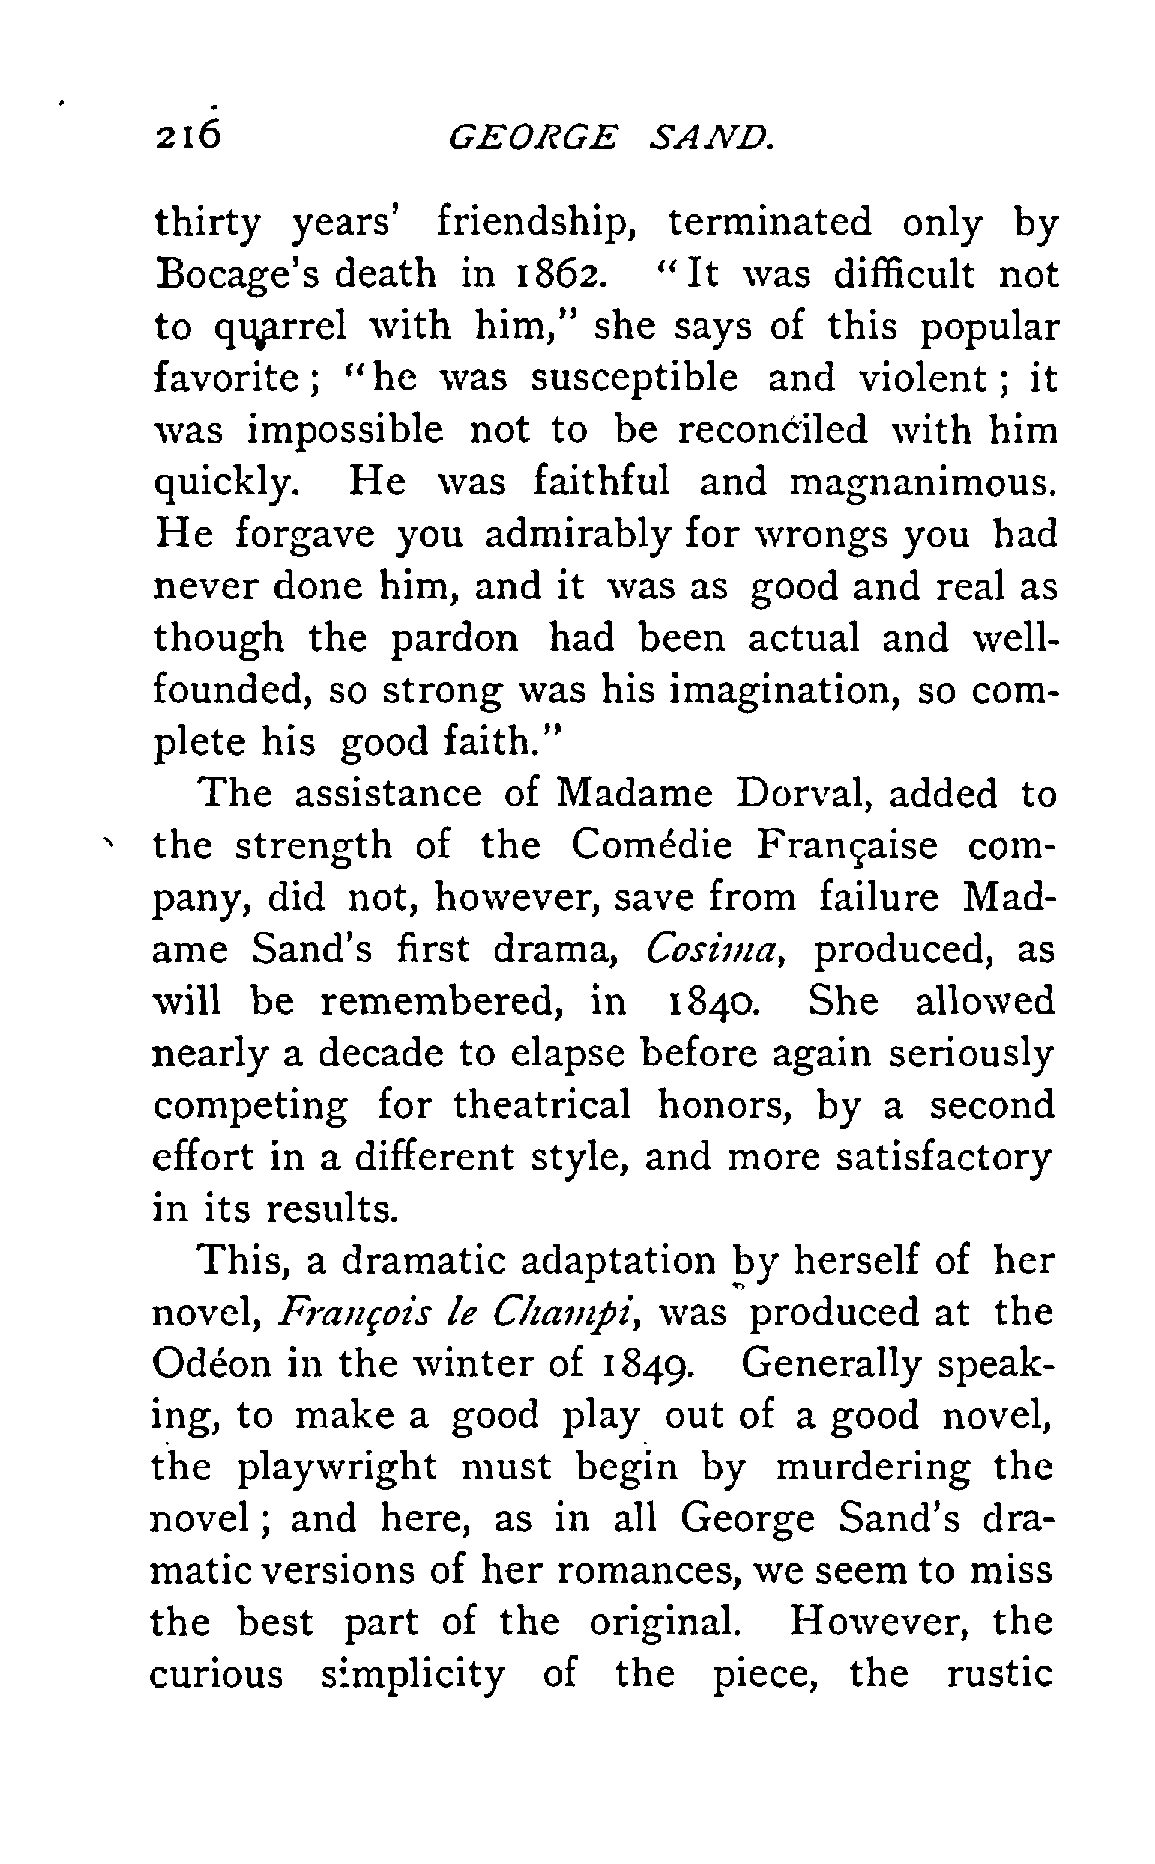 216 GEORGE SAND.
thirty years' friendship, terminated only by
Bocage's death in 1862. "It was difficult not
to quarrel with him," she says of this popular
favorite; "he was susceptible and violent; it
was impossible not to be reconciled with him
quickly. He was faithful and magnanimous.
He forgave you admirably for wrongs you had
never done him, and it was as good and real as
though the pardon had been actual and well-
founded, so strong was his imagination, so com-
plete his good faith."
The assistance of Madame Dorval, added to
the strength of the Comédie Française com-
pany, did not, however, save from failure Mad-
ame Sand's first drama, Cosima, produced, as
will be remembered, in 1840. She allowed
nearly a decade to elapse before again seriously
competing for theatrical honors, by a second
effort in a different style, and more satisfactory
in its results.
This, a dramatic adaptation by herself of her
novel, François le Champi, was produced at the
Odéon in the winter of 1849. Generally speak-
ing, to make a good play out of a good novel,
the playwright must begin by murdering the
novel; and here, as in all George Sand's dra-
matic versions of her romances, we seem to miss
the best part of the original. However, the
curious simplicity of the piece, the rustic